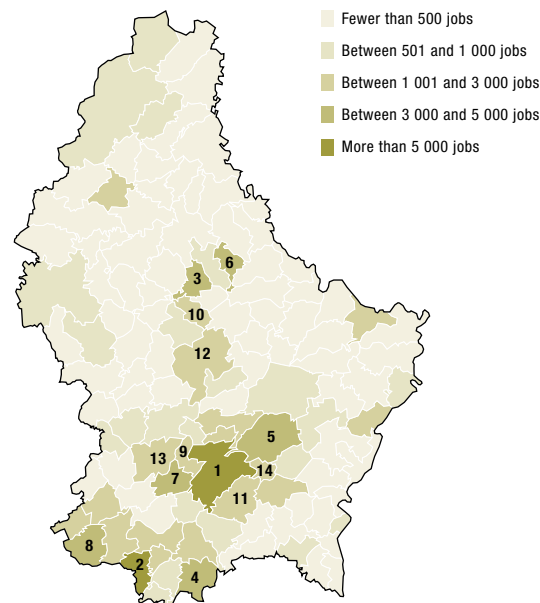 Fewer than 500 jobs
Between 501 and 1 000 jobs
Between 1 001 and 3 000 jobs
Between 3 000 and 5 000 jobs
More than 5 000 jobs
6
3
10
12
5
9
13
1
14
7
11
8
2
4